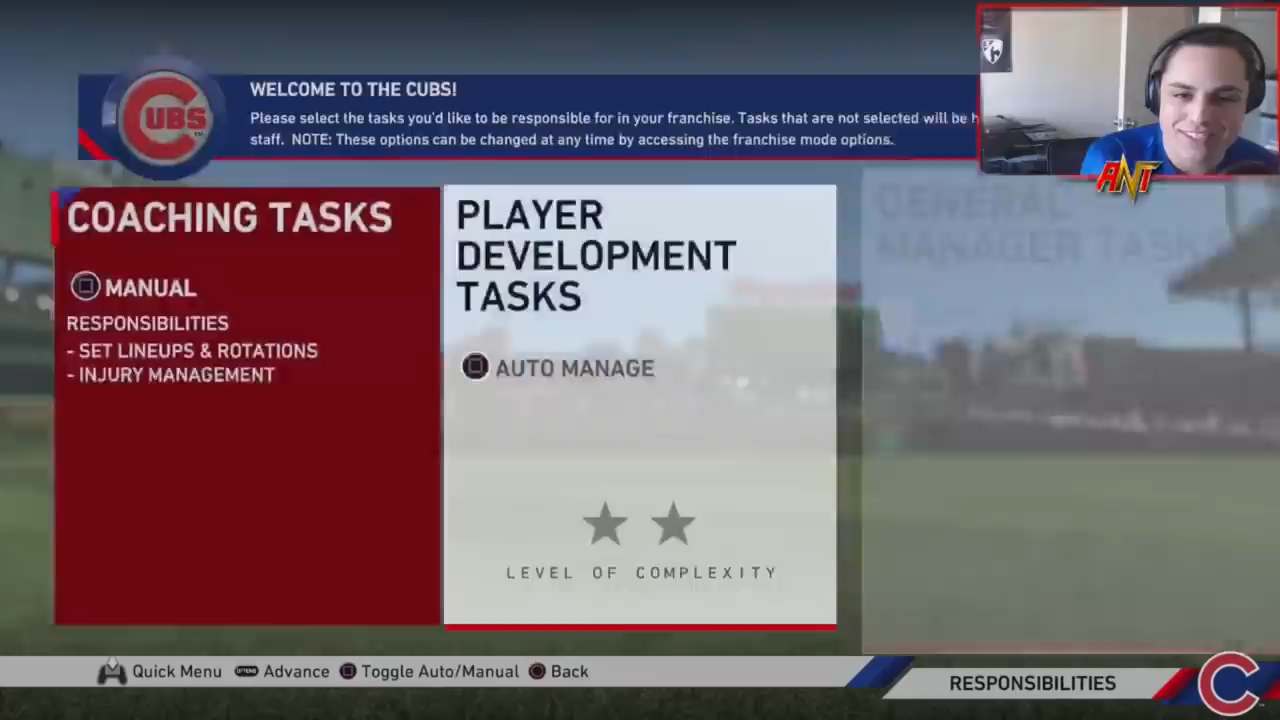 CUBS
WELCOME TO THE CUBS!
Please select the tasks you'd like to be responsible for in your franchise. Tasks that are not selected will be
staff. NOTE: These options can be changed at any time by accessing the franchise mode options.
ANT
COACHING TASKS
MANUAL
RESPONSIBILITIES
- SET LINEUPS & ROTATIONS
- INJURY MANAGEMENT
PLAYER
DEVELOPMENT
TASKS
AUTO MANAGE
LEVEL OF COMPLEXITY
GENERAL
MANAGER TASKS
OPTIONS
Quick Menu Advance Toggle Auto/Manual Back
RESPONSIBILITIES
C